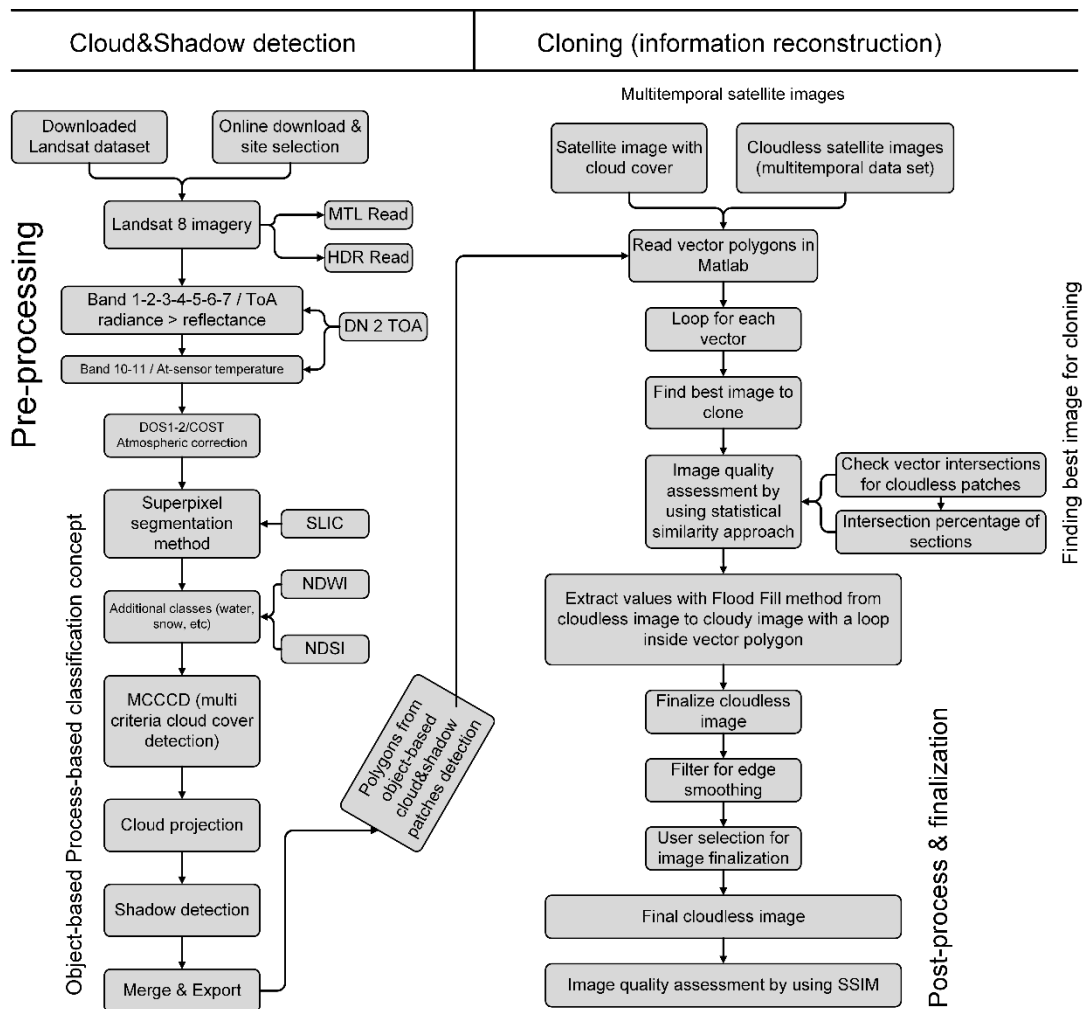 Cloud&Shadow detection
Cloning (information reconstruction)
Pre-processing
Object-based Process-based classification concept
Downloaded
Landsat dataset
Online download &
site selection
Landsat 8 imagery
MTL Read
HDR Read
Band 1-2-3-4-5-6-7 / ToA
radiance > reflectance
DN 2 TOA
Band 10-11 / At-sensor temperature
DOS1-2/COST
Atmospheric correction
Superpixel
segmentation
method
SLIC
Additional classes (water,
snow, etc)
NDWI
NDSI
MCCCD (multi
criteria cloud cover
detection)
Cloud projection
Shadow detection
Merge & Export
Polygons from
object-based
cloud&shadow
patches detection
Multitemporal satellite images
Satellite image with
cloud cover
Cloudless satellite images
(multitemporal data set)
Read vector polygons in
Matlab
Loop for each
vector
Find best image to
clone
Image quality
assessment by
using statistical
similarity approach
Check vector intersections
for cloudless patches
Intersection percentage of
sections
Extract values with Flood Fill method from
cloudless image to cloudy image with a loop
inside vector polygon
Finalize cloudless
image
Filter for edge
smoothing
User selection for
image finalization
Final cloudless image
Image quality assessment by using SSIM
Finding best image for cloning
Post-process & finalization